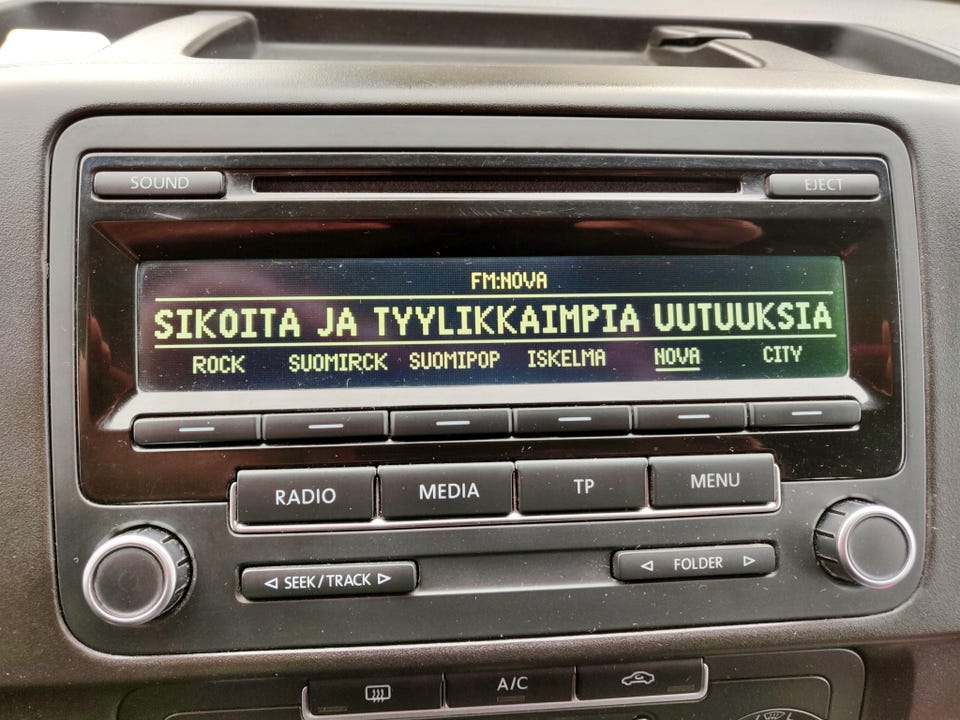 SOUND EJECT
FM:NOVA
SIKOITA JA TYYLIKKAIMPIA UUTUUKSIA
ROCK SUOMIRCK SUOMIPOP ISKELMA NOVA CITY
RADIO MEDIA TP MENU
SEEK/TRACK FOLDER
A/C